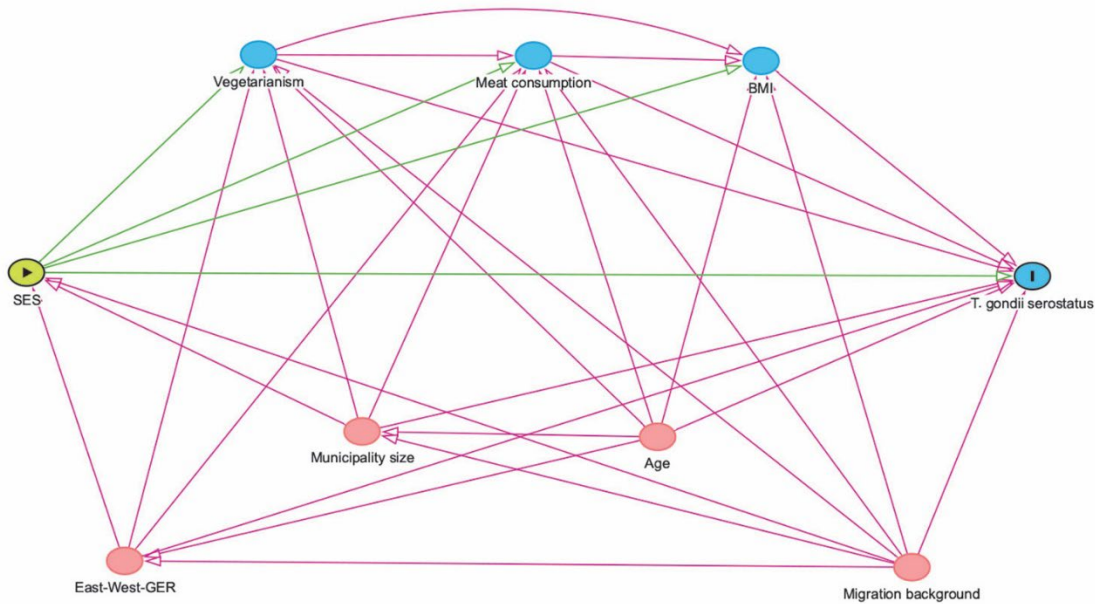 Vegetarianism
Meat consumption
BMI
SES
T. gondii serostatus
Municipality size
Age
East-West-GER
Migration background